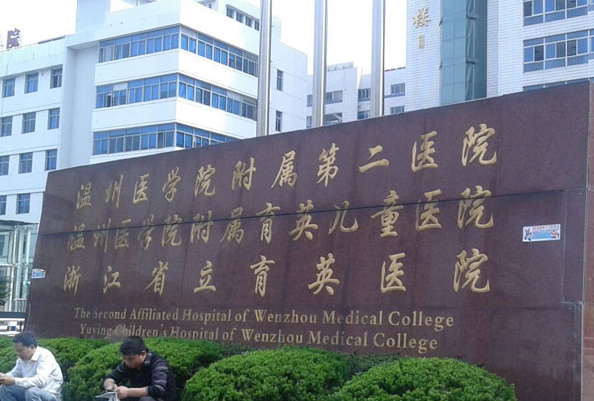 院
楼
温州医学院附属第二医院
温州医学院附属育英儿童医院
浙江省立育英医院
The Second Affiliated Hospital of Wenzhou Medical College
Yuying Children's Hospital of Wenzhou Medical College